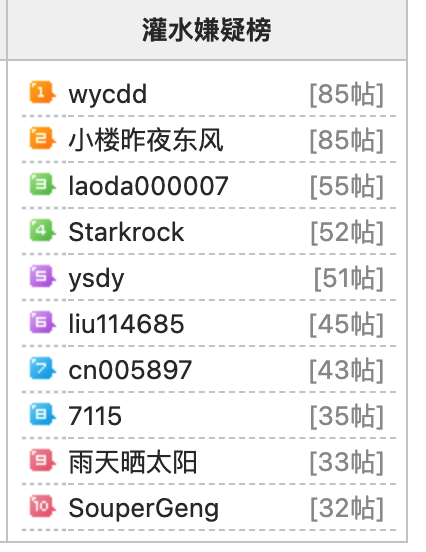 灌水嫌疑榜
1 wycdd [85帖]
2 小楼昨夜东风 [85帖]
3 laoda000007 [55帖]
4 Starkrock [52帖]
5 ysdy [51帖]
6 liu114685 [45帖]
7 cn005897 [43帖]
8 7115 [35帖]
9 雨天晒太阳 [33帖]
10 SouperGeng [32帖]